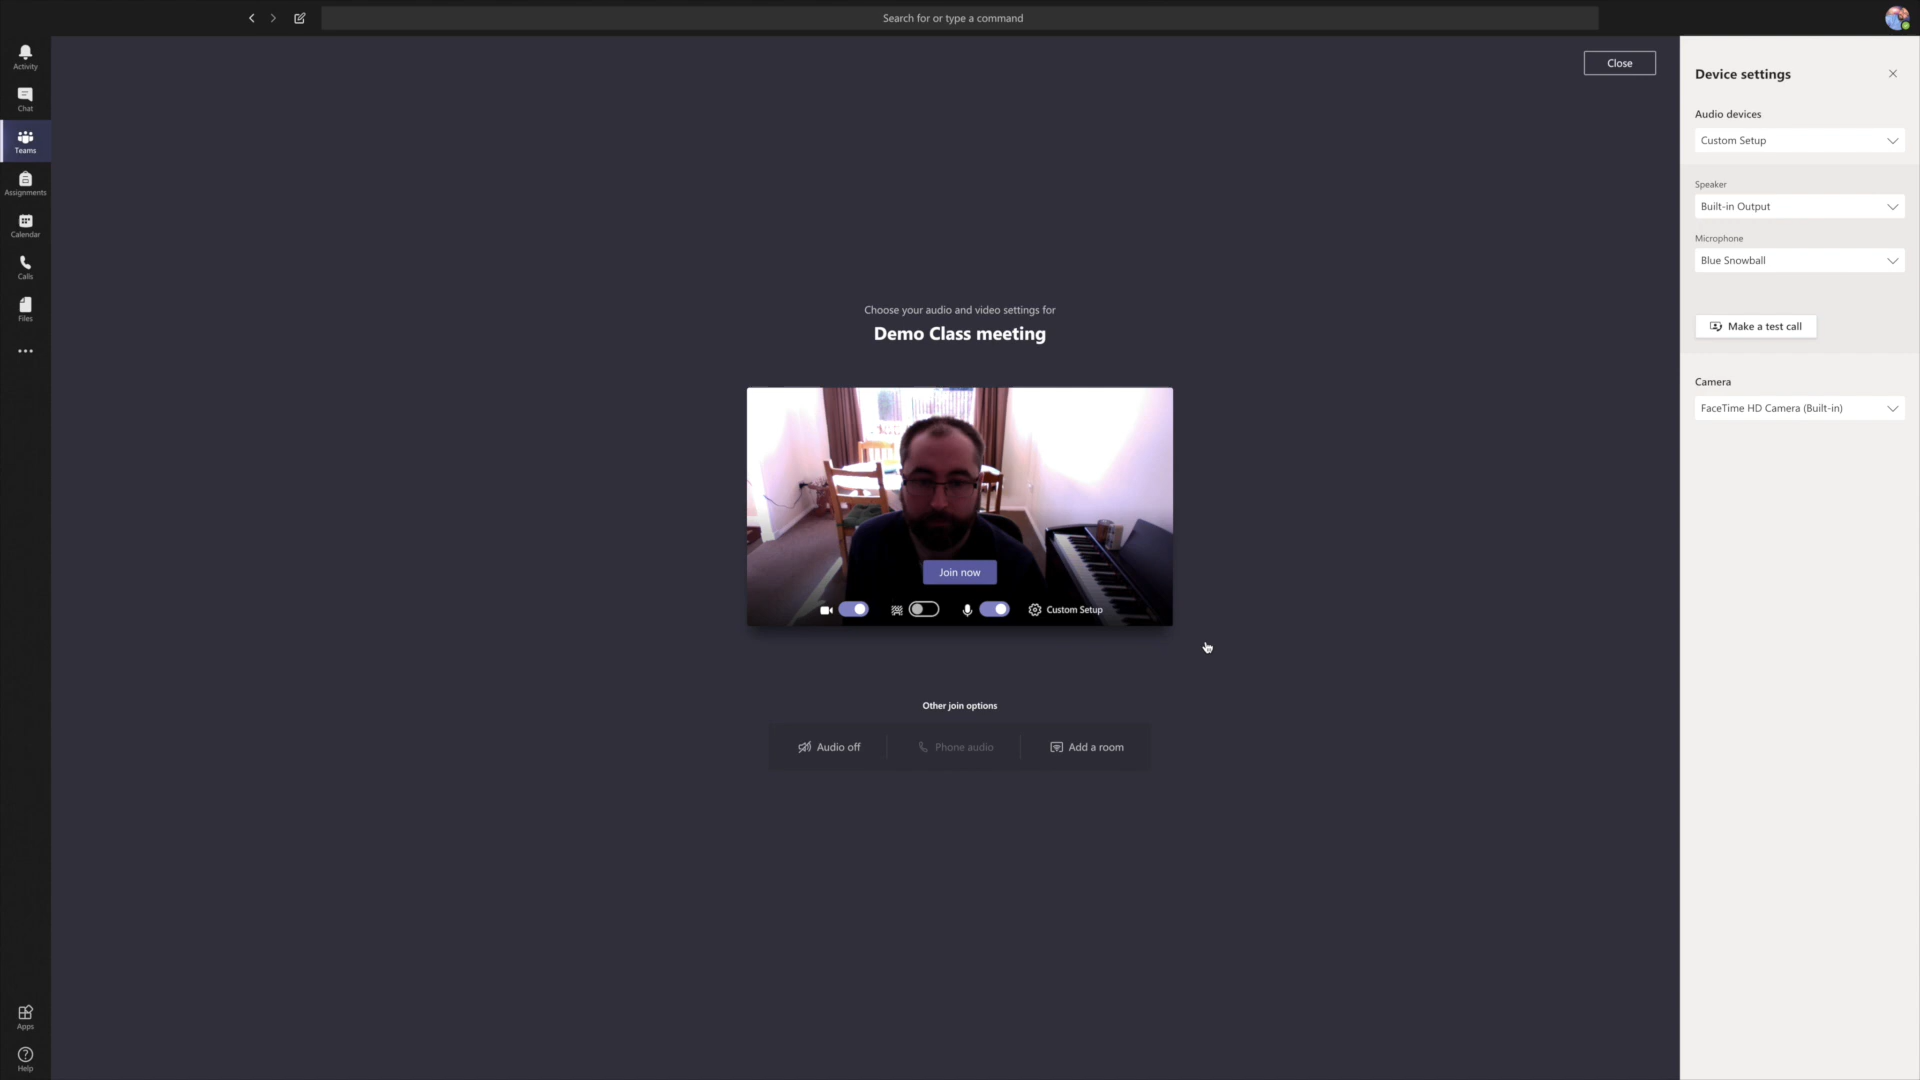 Search for or type a command
Activity
Chat
Teams
Assignments
Calendar
Calls
Files
Apps
Help
Close
Choose your audio and video settings for
Demo Class meeting
Join now
Custom Setup
Other join options
Audio off
Phone audio
Add a room
Device settings
Audio devices
Custom Setup
Speaker
Built-in Output
Microphone
Blue Snowball
Make a test call
Camera
FaceTime HD Camera (Built-in)